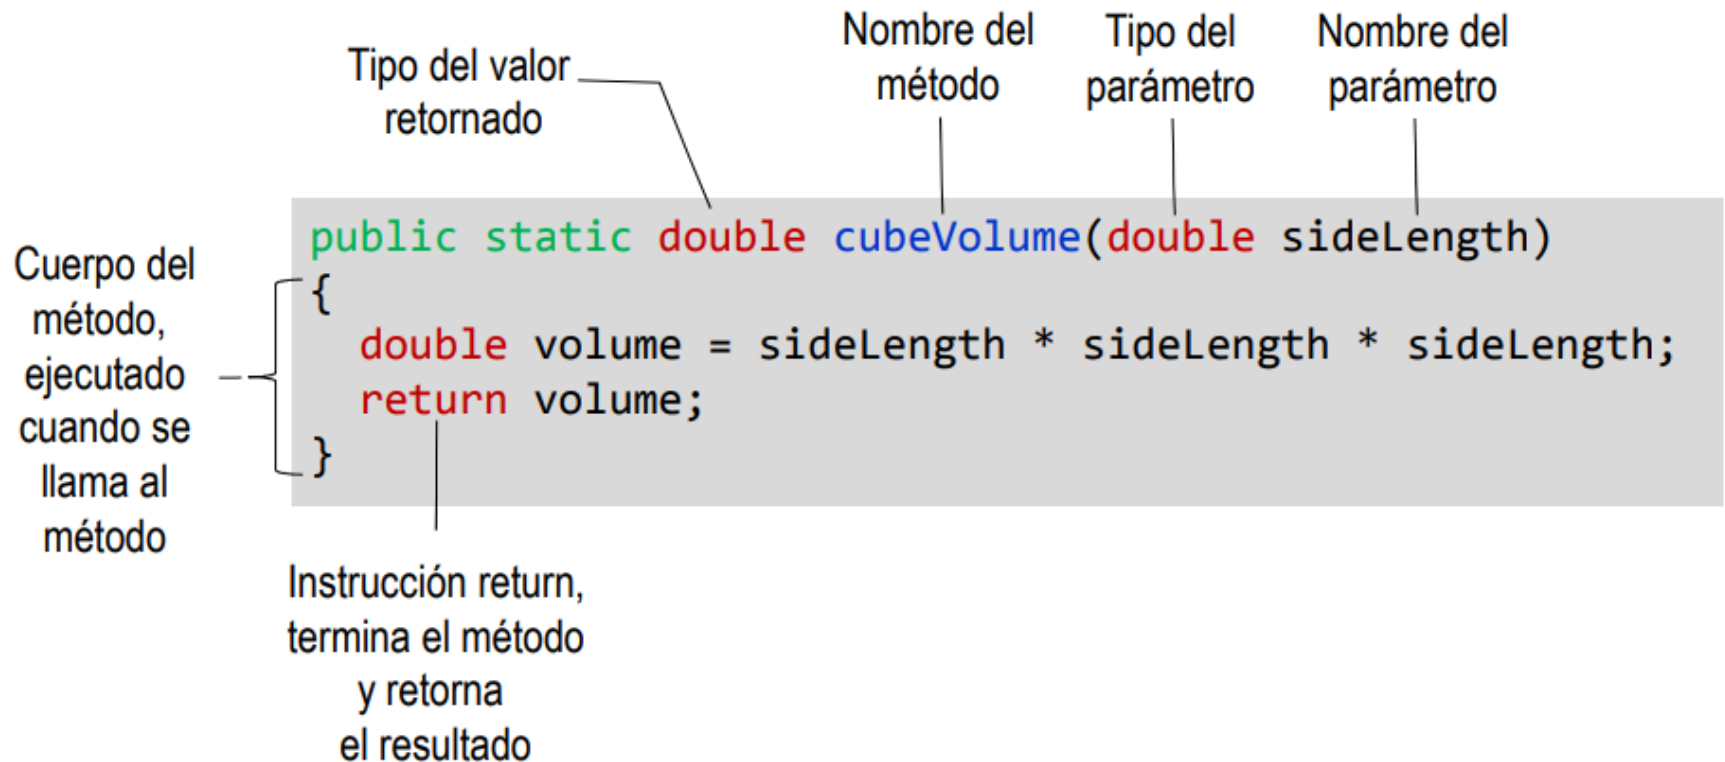 Tipo del valor
retornado
Nombre del
método
Tipo del
parámetro
Nombre del
parámetro
public static double cubeVolume(double sideLength)
{
double volume = sideLength * sideLength * sideLength;
return volume;
}
Cuerpo del
método,
ejecutado
cuando se
llama al
método
Instrucción return,
termina el método
y retorna
el resultado